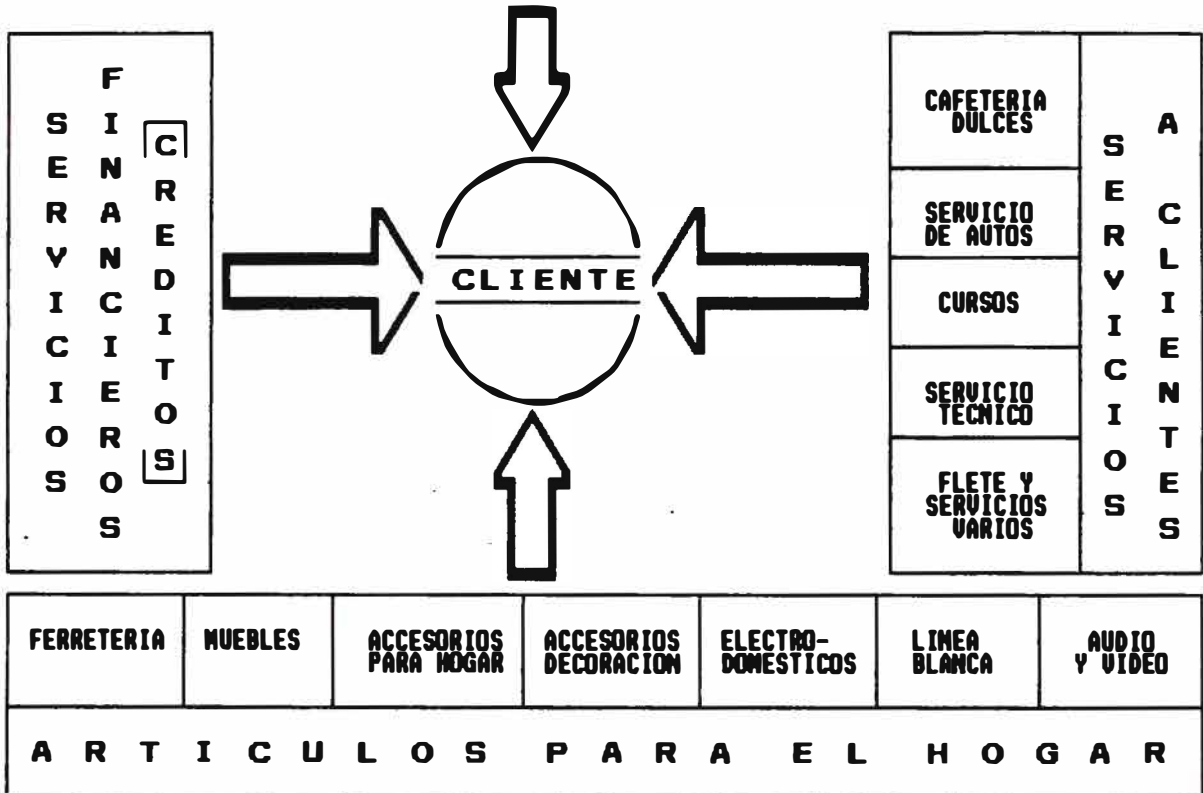 SERVICIOS
FINANCIEROS
[CREDITOS]
CLIENTE
CAFETERIA
DULCES
SERVICIO
DE AUTOS
CURSOS
SERVICIO
TECNICO
FLETE Y
SERVICIOS
VARIOS
SERVICIOS
A CLIENTES
FERRETERIA
MUEBLES
ACCESORIOS
PARA HOGAR
ACCESORIOS
DECORACION
ELECTRO-
DOMESTICOS
LINEA
BLANCA
AUDIO
Y VIDEO
ARTICULOS PARA EL HOGAR